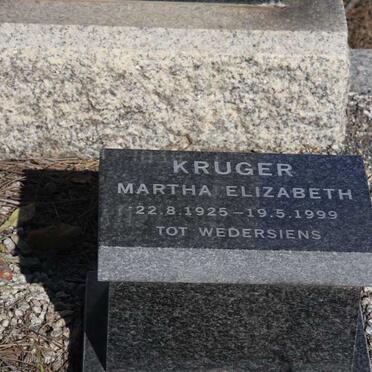 KRUGER
MARTHA ELIZABETH
22.8.1925 – 19.5.1999
TOT WEDERSIENS